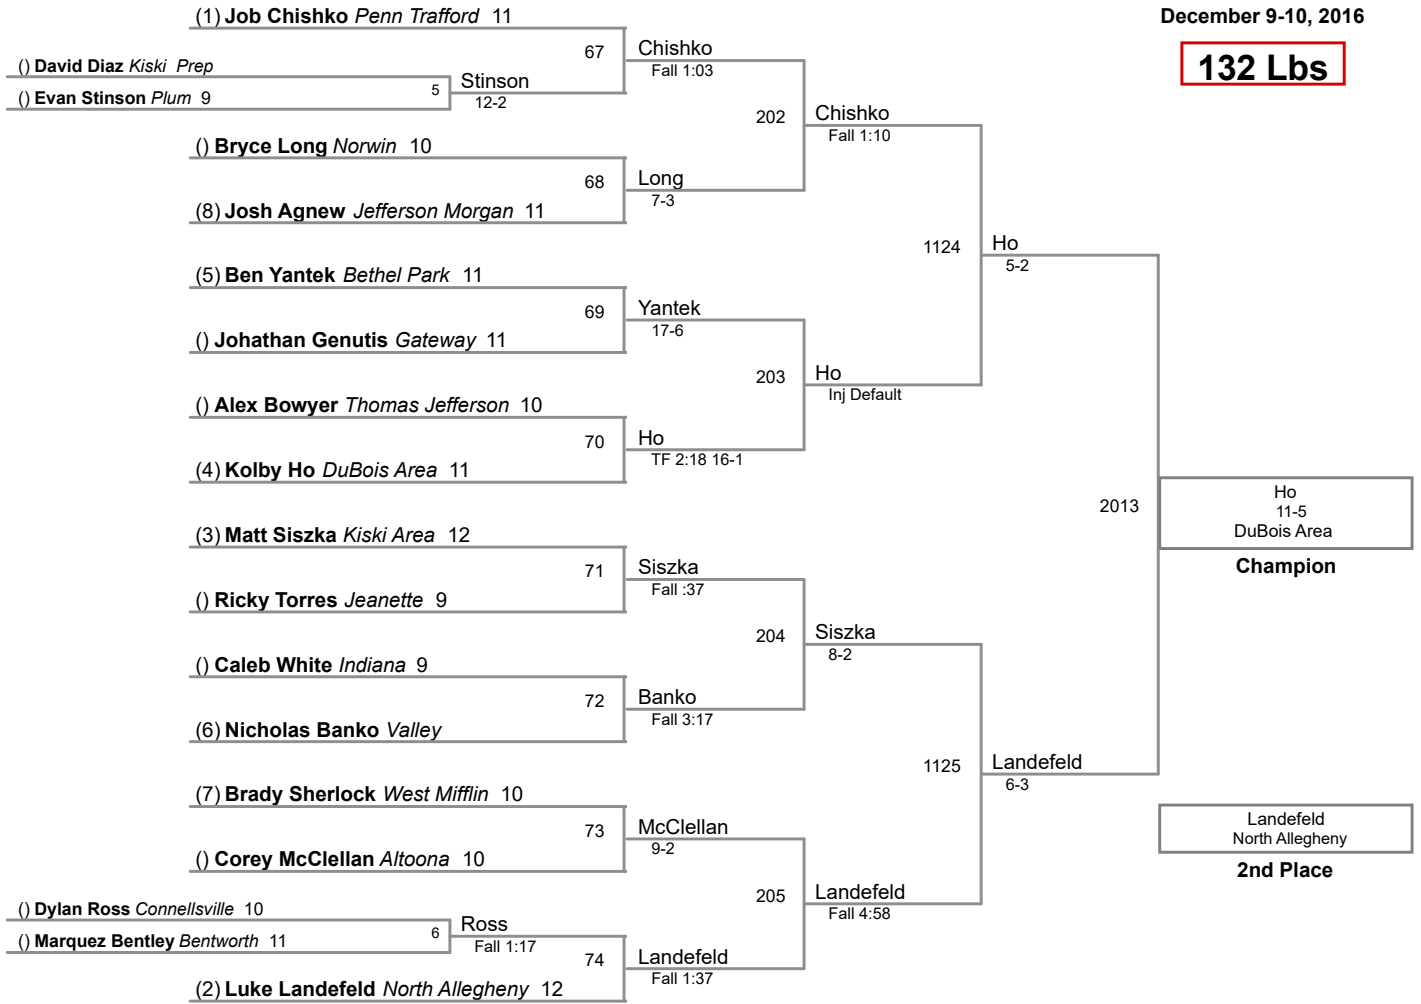 (1) Job Chishko Penn Trafford 11
December 9-10, 2016
132 Lbs
67
Chishko
Fall 1:03
() David Diaz Kiski Prep
5
Stinson
12-2
() Evan Stinson Plum 9
202
Chishko
Fall 1:10
() Bryce Long Norwin 10
68
Long
7-3
(8) Josh Agnew Jefferson Morgan 11
1124
Ho
5-2
(5) Ben Yantek Bethel Park 11
69
Yantek
17-6
() Johathan Genutis Gateway 11
203
Ho
Inj Default
() Alex Bowyer Thomas Jefferson 10
70
Ho
TF 2:18 16-1
(4) Kolby Ho DuBois Area 11
2013
Ho
11-5
DuBois Area
Champion
(3) Matt Siszka Kiski Area 12
71
Siszka
Fall :37
() Ricky Torres Jeanette 9
204
Siszka
8-2
() Caleb White Indiana 9
72
Banko
Fall 3:17
(6) Nicholas Banko Valley
1125
Landefeld
6-3
(7) Brady Sherlock West Mifflin 10
73
McClellan
9-2
() Corey McClellan Altoona 10
Landefeld
North Allegheny
2nd Place
205
Landefeld
Fall 4:58
() Dylan Ross Connellsville 10
6
Ross
Fall 1:17
() Marquez Bentley Bentworth 11
74
Landefeld
Fall 1:37
(2) Luke Landefeld North Allegheny 12